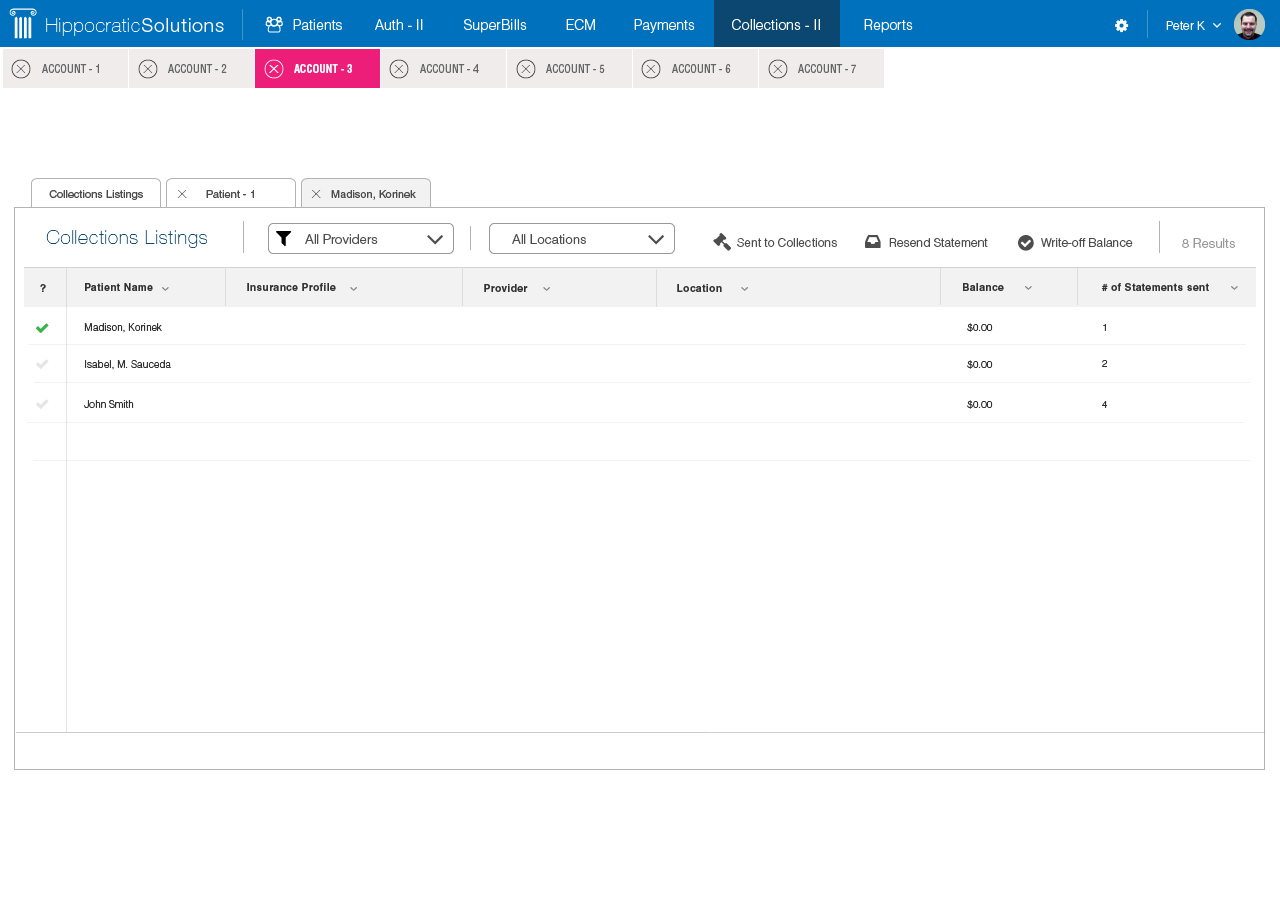 HippocraticSolutions Patients Auth - II SuperBills ECM Payments Collections - II Reports Peter K
ACCOUNT - 1 ACCOUNT - 2 ACCOUNT - 3 ACCOUNT - 4 ACCOUNT - 5 ACCOUNT - 6 ACCOUNT - 7
Collections Listings Patient - 1 Madison, Korinek
Collections Listings All Providers All Locations Sent to Collections Resend Statement Write-off Balance 8 Results
? Patient Name Insurance Profile Provider Location Balance # of Statements sent
Madison, Korinek $0.00 1
Isabel, M. Sauceda $0.00 2
John Smith $0.00 4